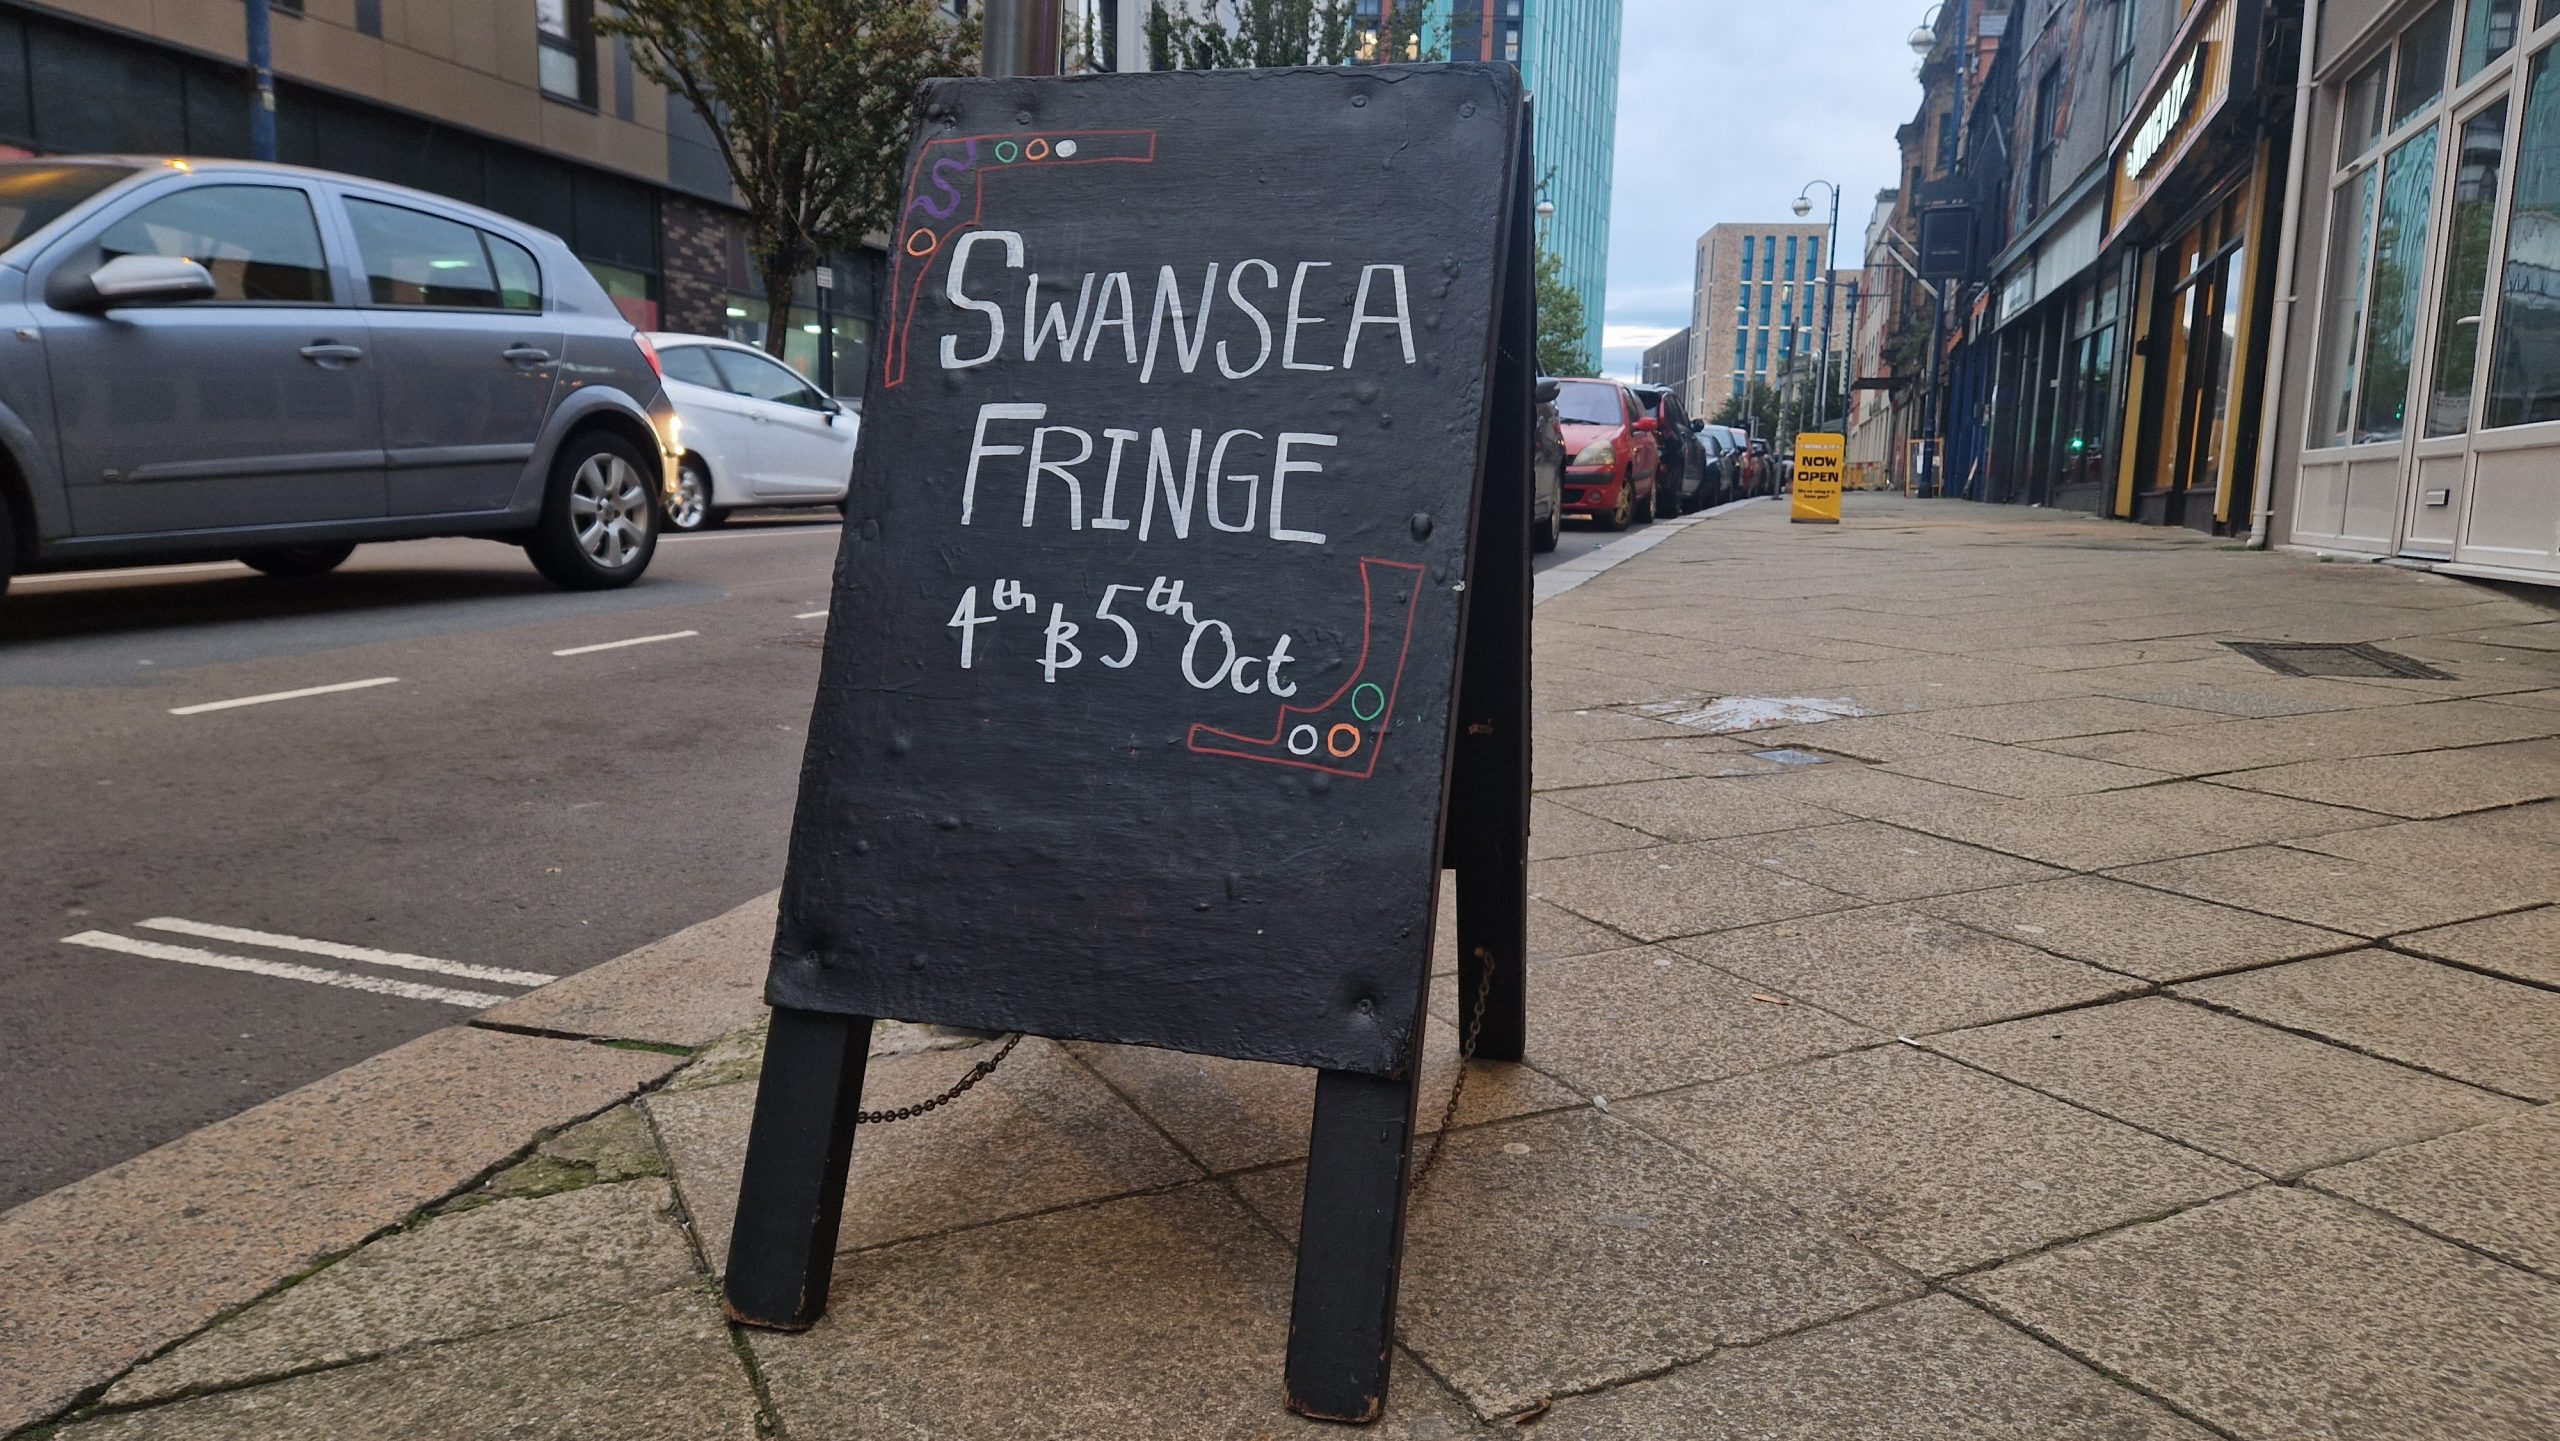 SWANSEA
FRINGE
4th & 5th Oct
NOW
OPEN